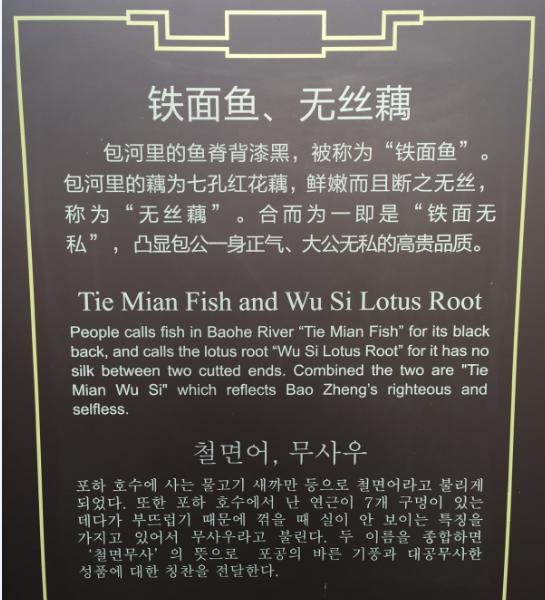 铁面鱼、无丝藕
包河里的鱼脊背漆黑，被称为“铁面鱼”。
包河里的藕为七孔红花藕，鲜嫩而且断之无丝，
称为“无丝藕”。合而为一即是“铁面无
私”，凸显包公一身正气、大公无私的高贵品质。
Tie Mian Fish and Wu Si Lotus Root
People calls fish in Baohe River “Tie Mian Fish” for its black
back, and calls the lotus root “Wu Si Lotus Root” for it has no
silk between two cutted ends. Combined the two are "Tie
Mian Wu Si" which reflects Bao Zheng's righteous and
selfless.
철면어, 무사우
포하 호수에 사는 물고기 새까만 등으로 철면어라고 불리게
되었다. 또한 포하 호수에서 난 연근이 7개 구멍이 있는
데다가 부뜨럽기 때문에 꺾을 때 실이 안 보이는 특징을
가지고 있어서 무사우라고 불린다. 두 이름을 종합하면
‘철면무사’의 뜻으로 포공의 바른 기풍과 대공무사한
성품에 대한 칭찬을 전달한다.